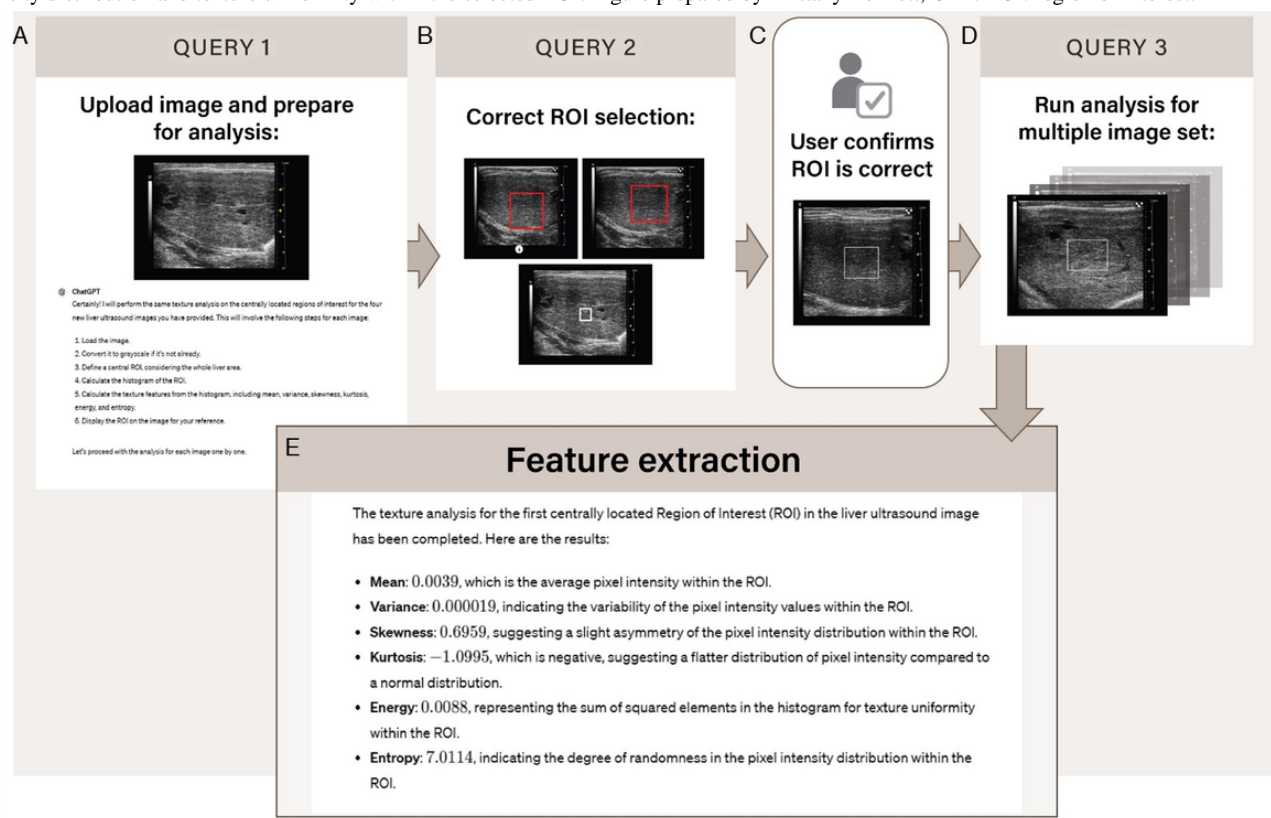 A
QUERY 1
Upload image and prepare
for analysis:
ChatGPT
Certainly! I will perform the same texture analysis on the centrally located regions of interest for the four
new liver ultrasound images you have provided. This will involve the following steps for each image:
1. Load the image.
2. Convert it to grayscale if it's not already.
3. Define a central ROI, considering the whole liver area.
4. Calculate the histogram of the ROI.
5. Calculate the texture features from the histogram, including mean, variance, skewness, kurtosis,
energy, and entropy.
6. Display the ROI on the image for your reference.
Let's proceed with the analysis for each image one by one.
B
QUERY 2
Correct ROI selection:
C
User confirms
ROI is correct
D
QUERY 3
Run analysis for
multiple image set:
E
Feature extraction
The texture analysis for the first centrally located Region of Interest (ROI) in the liver ultrasound image
has been completed. Here are the results:
• Mean: 0.0039, which is the average pixel intensity within the ROI.
• Variance: 0.000019, indicating the variability of the pixel intensity values within the ROI.
• Skewness: 0.6959, suggesting a slight asymmetry of the pixel intensity distribution within the ROI.
• Kurtosis: −1.0995, which is negative, suggesting a flatter distribution of pixel intensity compared to
a normal distribution.
• Energy: 0.0088, representing the sum of squared elements in the histogram for texture uniformity
within the ROI.
• Entropy: 7.0114, indicating the degree of randomness in the pixel intensity distribution within the
ROI.